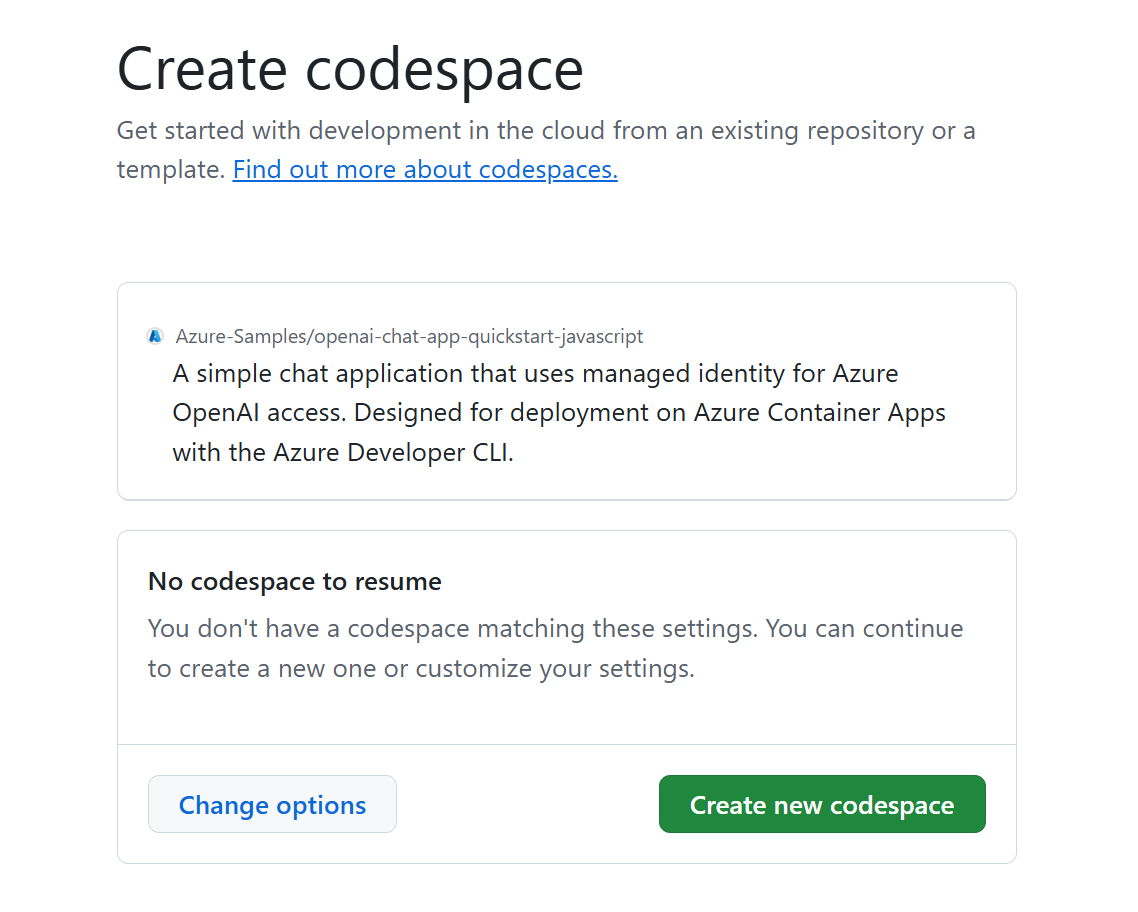 Create codespace
Get started with development in the cloud from an existing repository or a
template. Find out more about codespaces.
Azure-Samples/openai-chat-app-quickstart-javascript
A simple chat application that uses managed identity for Azure
OpenAI access. Designed for deployment on Azure Container Apps
with the Azure Developer CLI.
No codespace to resume
You don't have a codespace matching these settings. You can continue
to create a new one or customize your settings.
Change options
Create new codespace